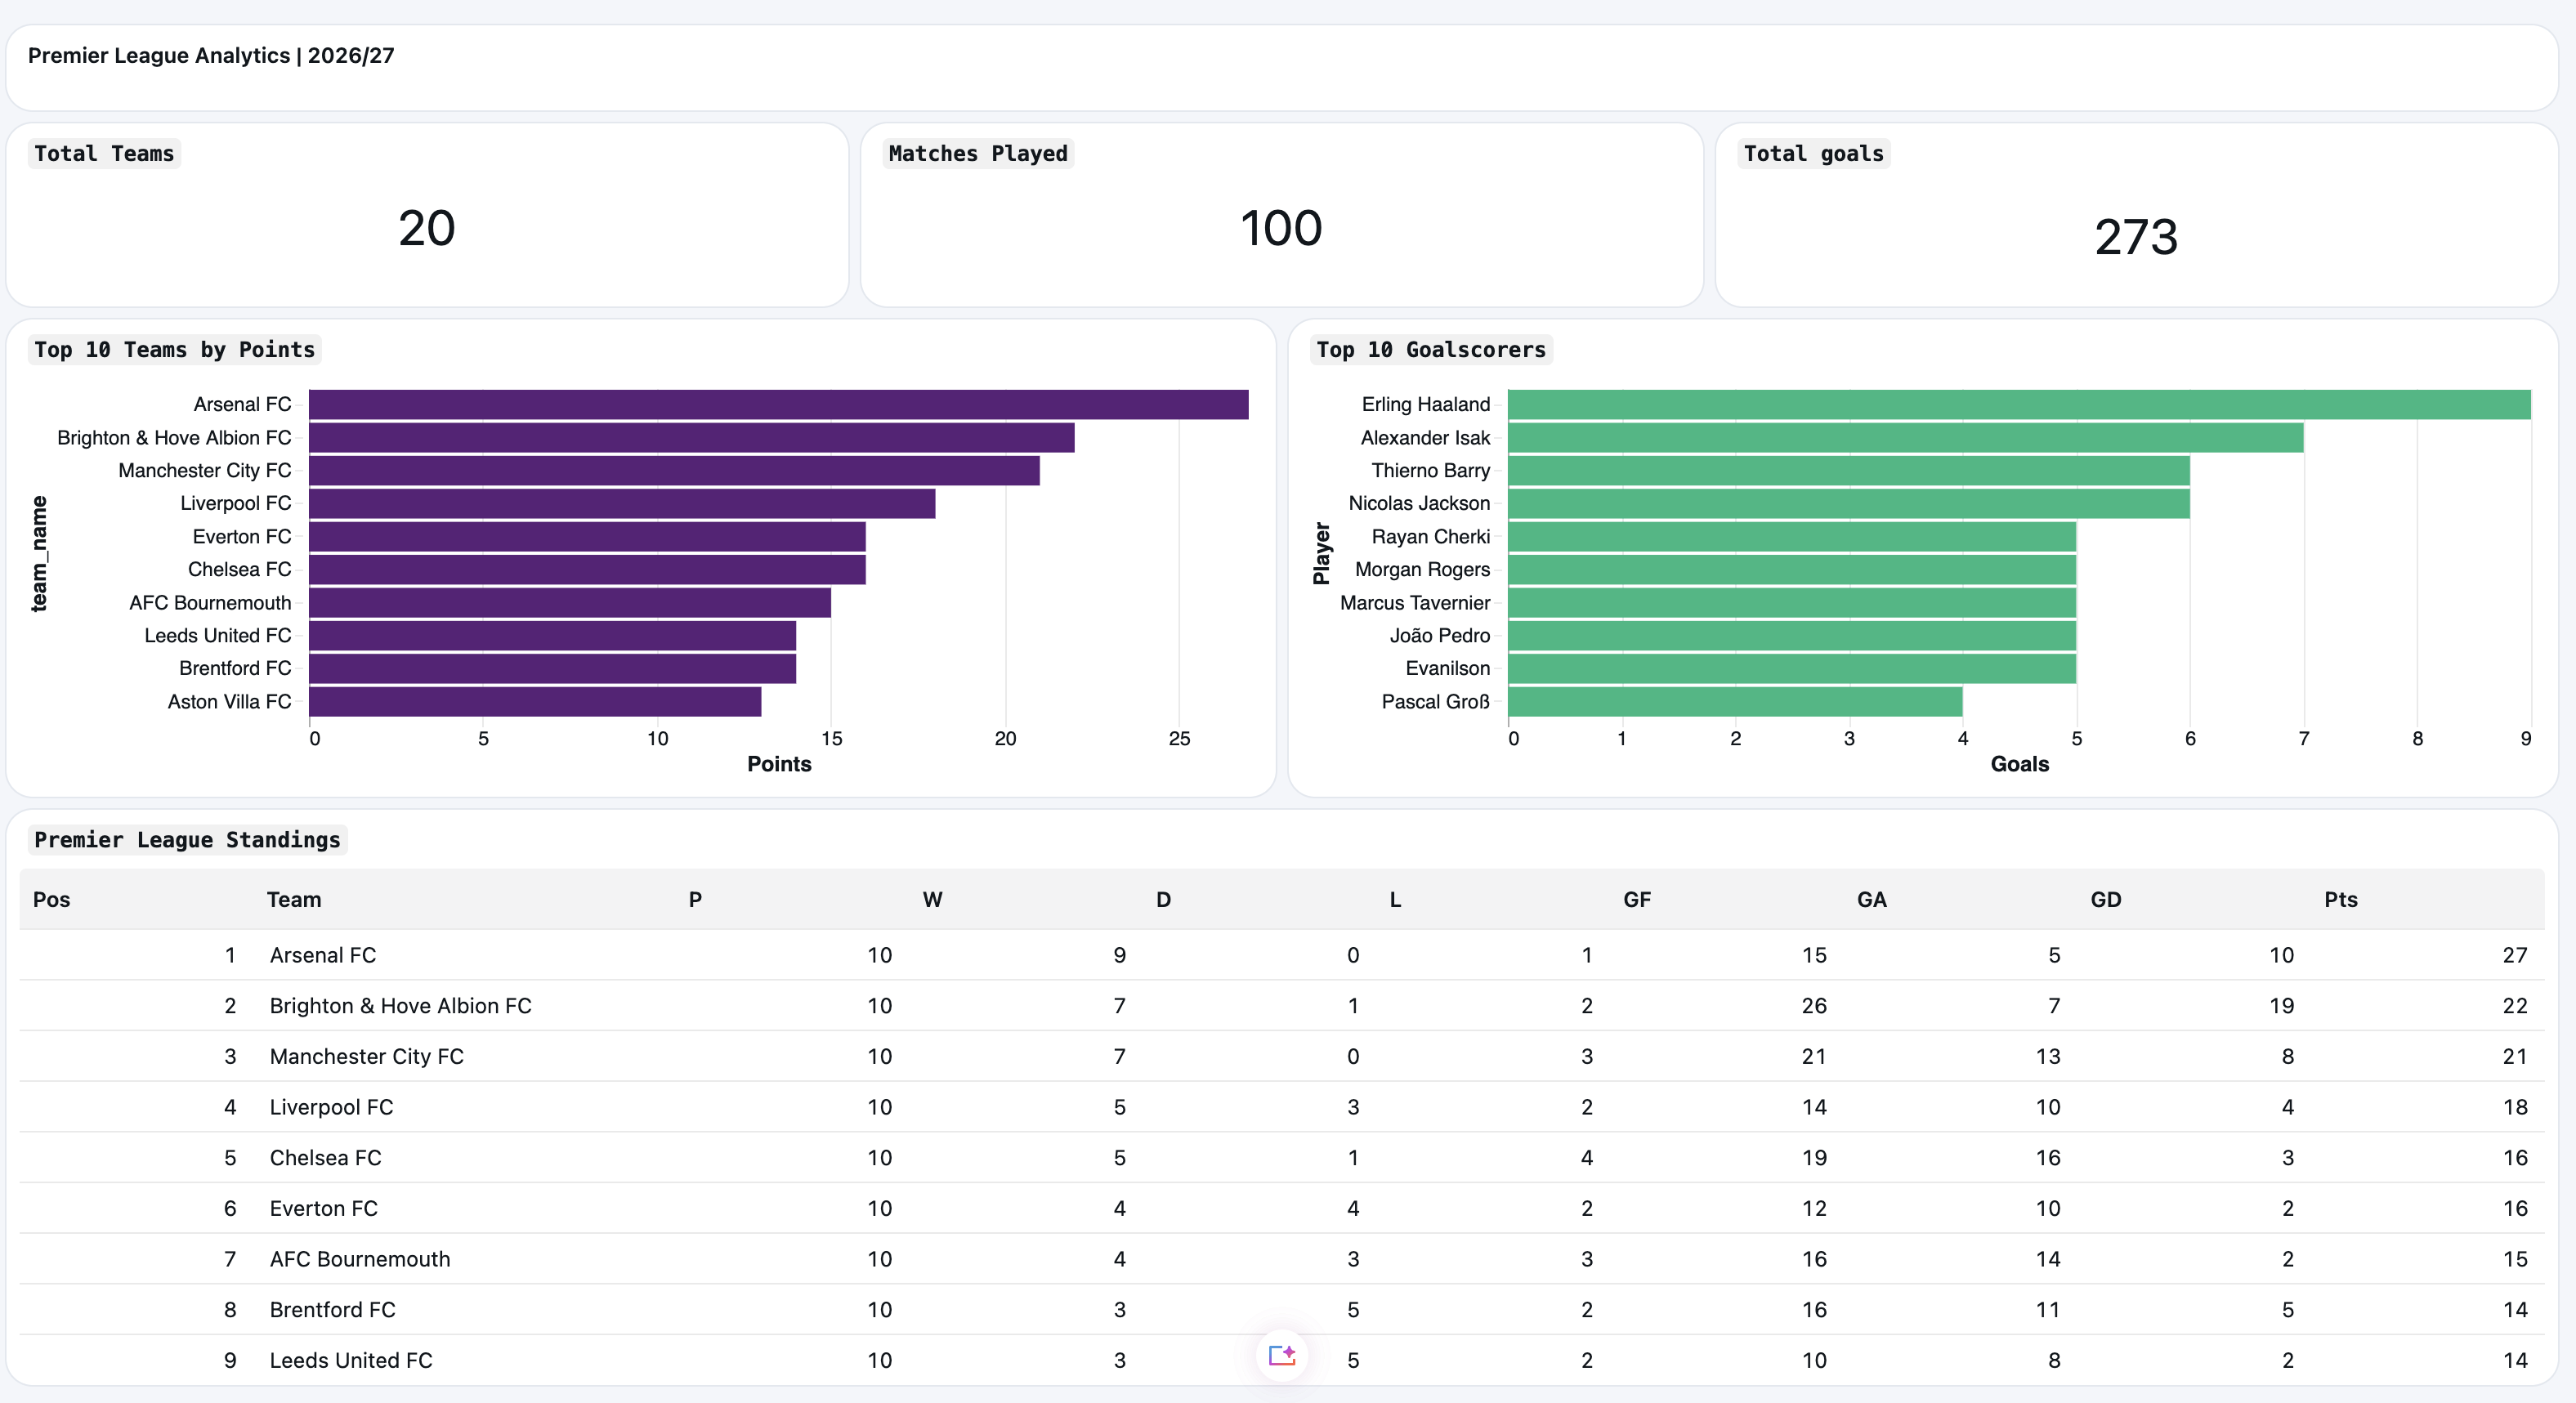 Premier League Analytics | 2026/27
Total Teams
20
Matches Played
100
Total goals
273
Top 10 Teams by Points
team_name
Arsenal FC
Brighton & Hove Albion FC
Manchester City FC
Liverpool FC
Everton FC
Chelsea FC
AFC Bournemouth
Leeds United FC
Brentford FC
Aston Villa FC
0 5 10 15 20 25
Points
Top 10 Goalscorers
Player
Erling Haaland
Alexander Isak
Thierno Barry
Nicolas Jackson
Rayan Cherki
Morgan Rogers
Marcus Tavernier
João Pedro
Evanilson
Pascal Groß
0 1 2 3 4 5 6 7 8 9
Goals
Premier League Standings
Pos Team P W D L GF GA GD Pts
1 Arsenal FC 10 9 0 1 15 5 10 27
2 Brighton & Hove Albion FC 10 7 1 2 26 7 19 22
3 Manchester City FC 10 7 0 3 21 13 8 21
4 Liverpool FC 10 5 3 2 14 10 4 18
5 Chelsea FC 10 5 1 4 19 16 3 16
6 Everton FC 10 4 4 2 12 10 2 16
7 AFC Bournemouth 10 4 3 3 16 14 2 15
8 Brentford FC 10 3 5 2 16 11 5 14
9 Leeds United FC 10 3 5 2 10 8 2 14